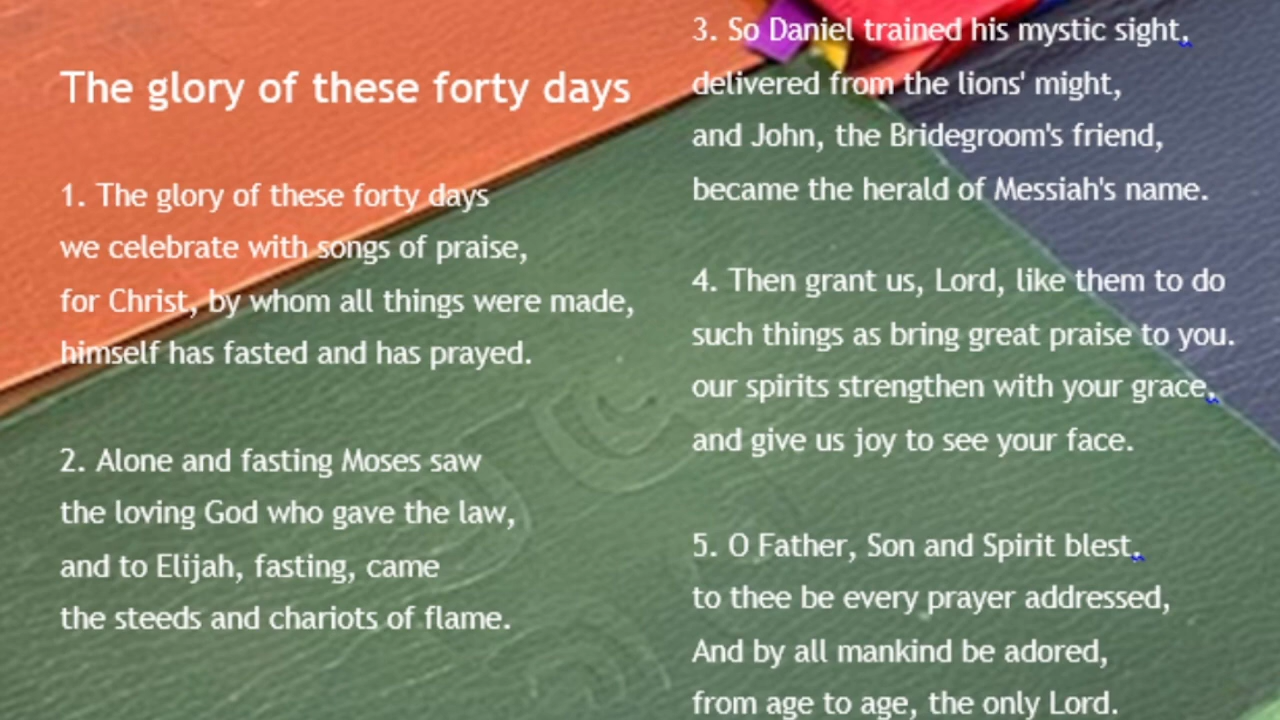 The glory of these forty days
1. The glory of these forty days
we celebrate with songs of praise,
for Christ, by whom all things were made,
himself has fasted and has prayed.
2. Alone and fasting Moses saw
the loving God who gave the law,
and to Elijah, fasting, came
the steeds and chariots of flame.
3. So Daniel trained his mystic sight,
delivered from the lions' might,
and John, the Bridegroom's friend,
became the herald of Messiah's name.
4. Then grant us, Lord, like them to do
such things as bring great praise to you.
our spirits strengthen with your grace,
and give us joy to see your face.
5. O Father, Son and Spirit blest,
to thee be every prayer addressed,
And by all mankind be adored,
from age to age, the only Lord.